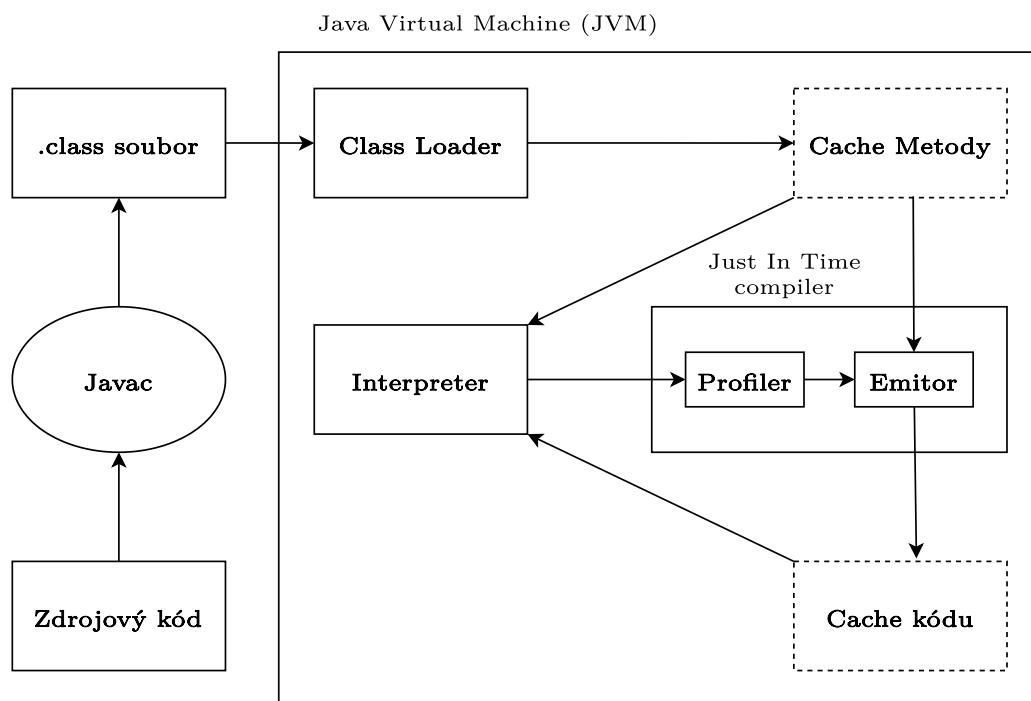 Java Virtual Machine (JVM)
.class soubor
Class Loader
Cache Metody
Just In Time
compiler
Javac
Interpreter
Profiler
Emitor
Zdrojový kód
Cache kódu